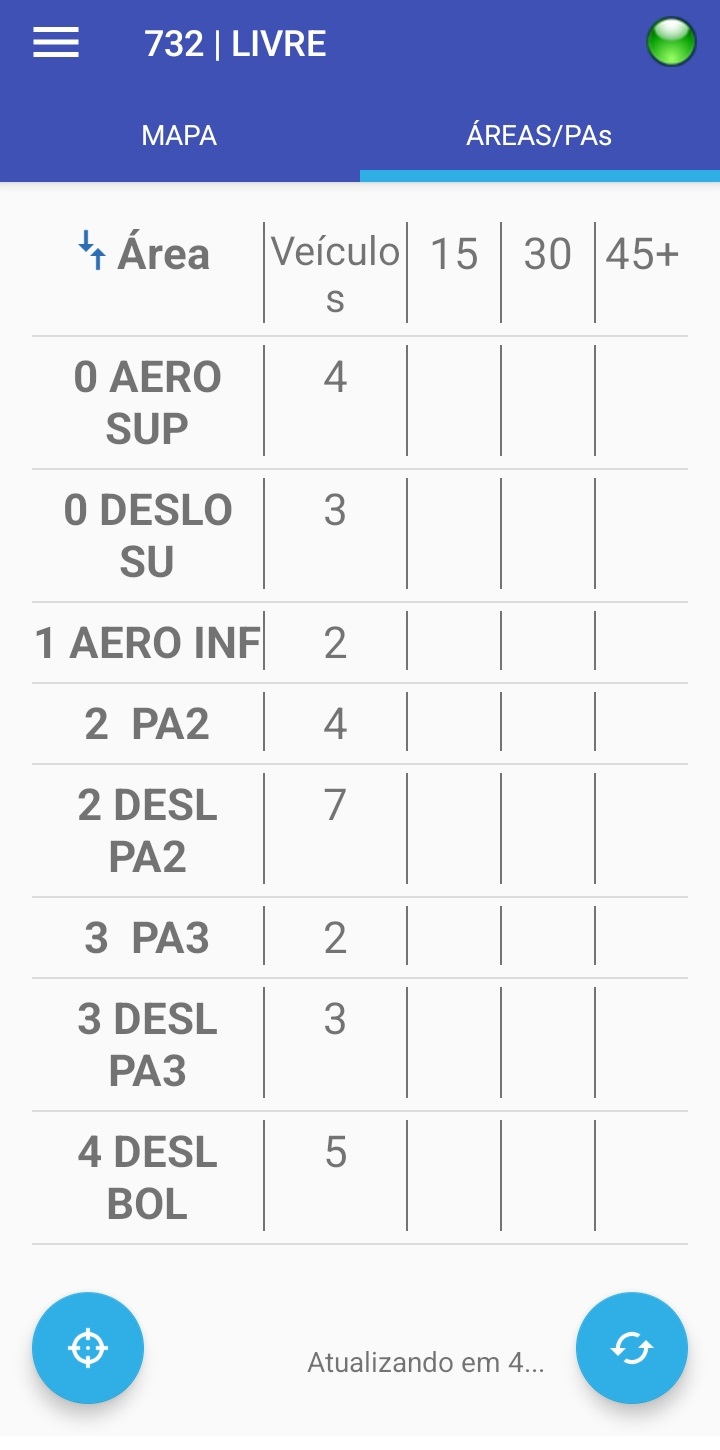 732 | LIVRE
MAPA ÁREAS/PAs
Área Veículo 15 30 45+
s
0 AERO 4
SUP
0 DESLO 3
SU
1 AERO INF 2
2 PA2 4
2 DESL 7
PA2
3 PA3 2
3 DESL 3
PA3
4 DESL 5
BOL
Atualizando em 4...